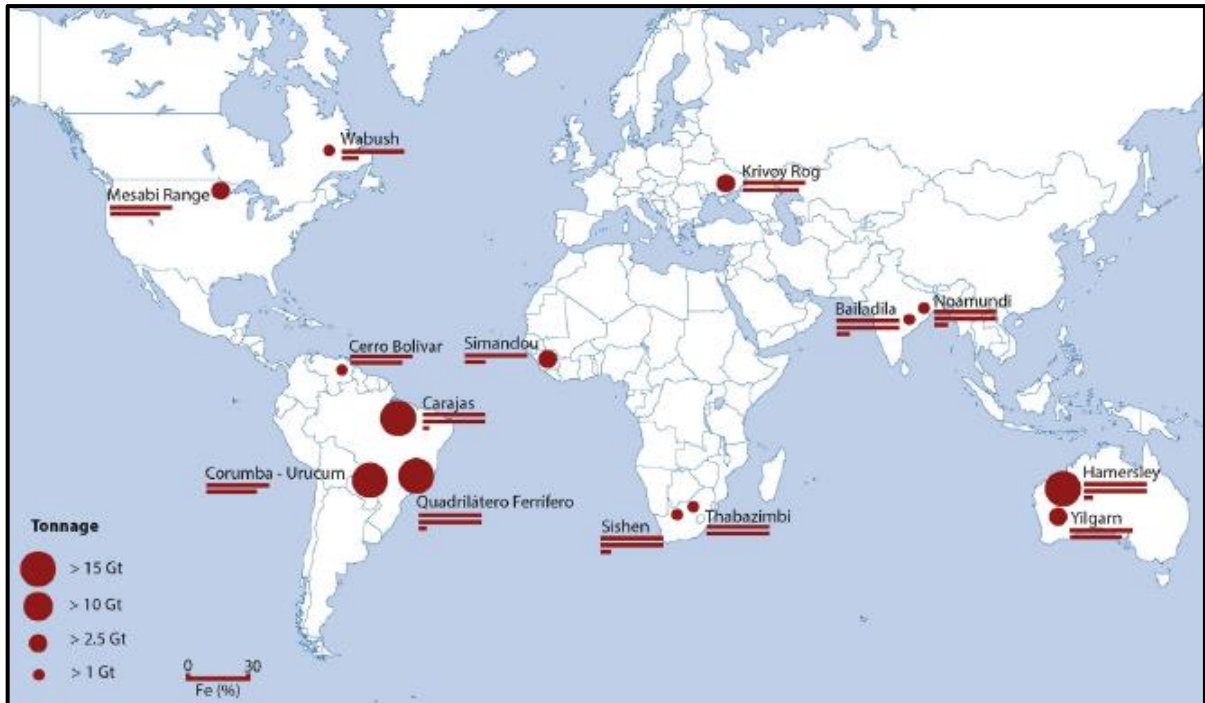 Wabush
Mesabi Range
Krivoy Rog
Bailadila
Noamundi
Cerro Bolivar
Simandou
Carajas
Corumba - Urucum
Quadrilátero Ferrífero
Hamersley
Yilgarn
Sishen
Thabazimbi
Tonnage
> 15 Gt
> 10 Gt
> 2.5 Gt
> 1 Gt
0 30
Fe (%)